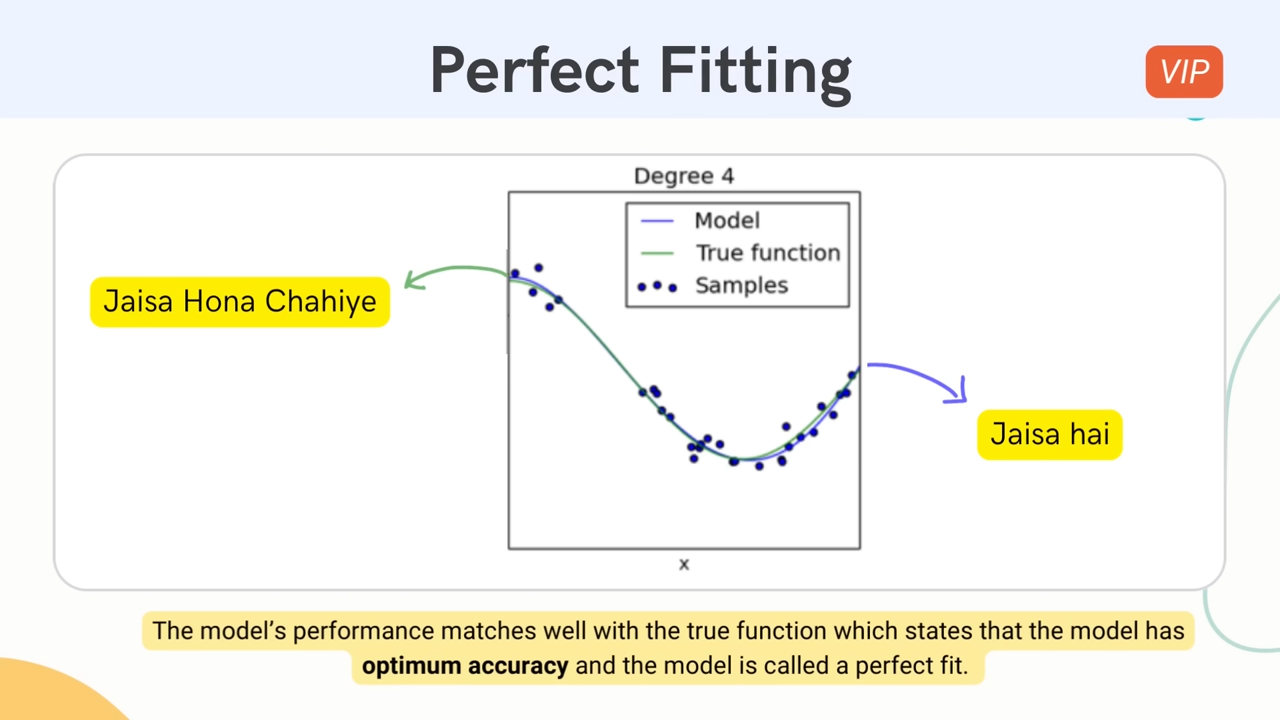 Perfect Fitting
VIP
Degree 4
Model
True function
Samples
Jaisa Hona Chahiye
Jaisa hai
x
The model’s performance matches well with the true function which states that the model has
optimum accuracy and the model is called a perfect fit.